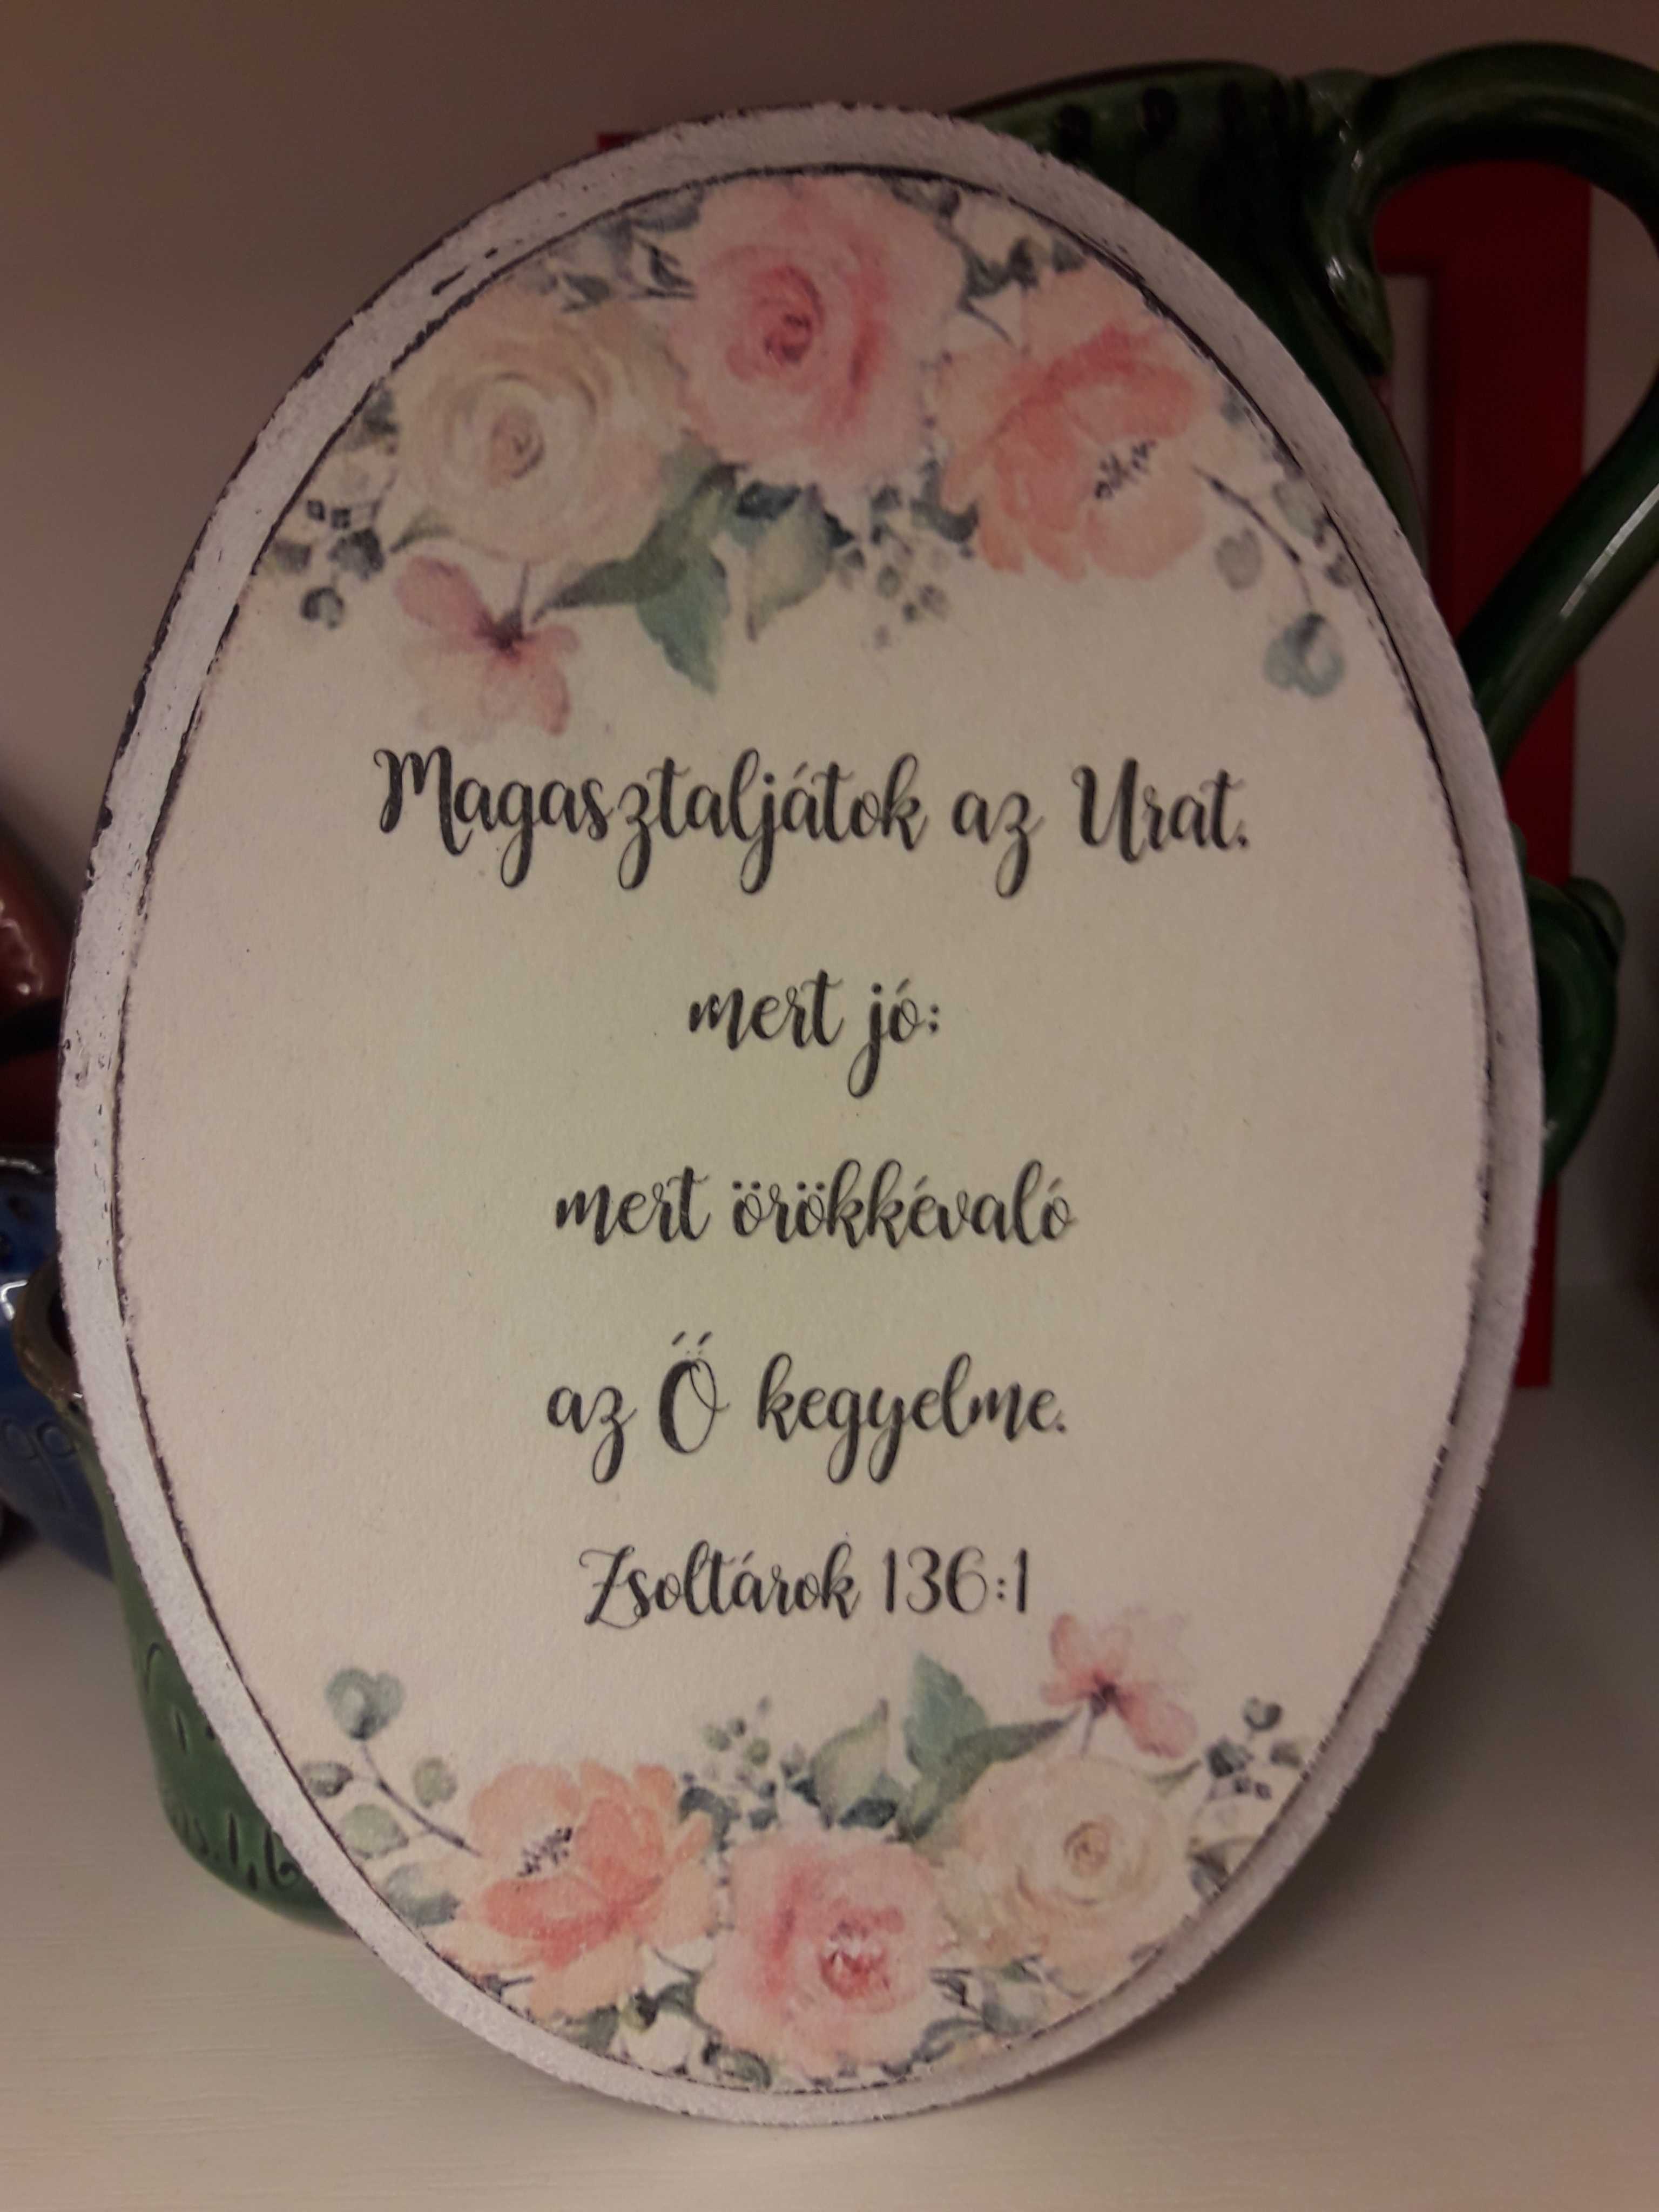 Magasztaljátok az Urat.
mert jó:
mert örökkévaló
az Ő kegyelme.
Zsoltárok 136:1